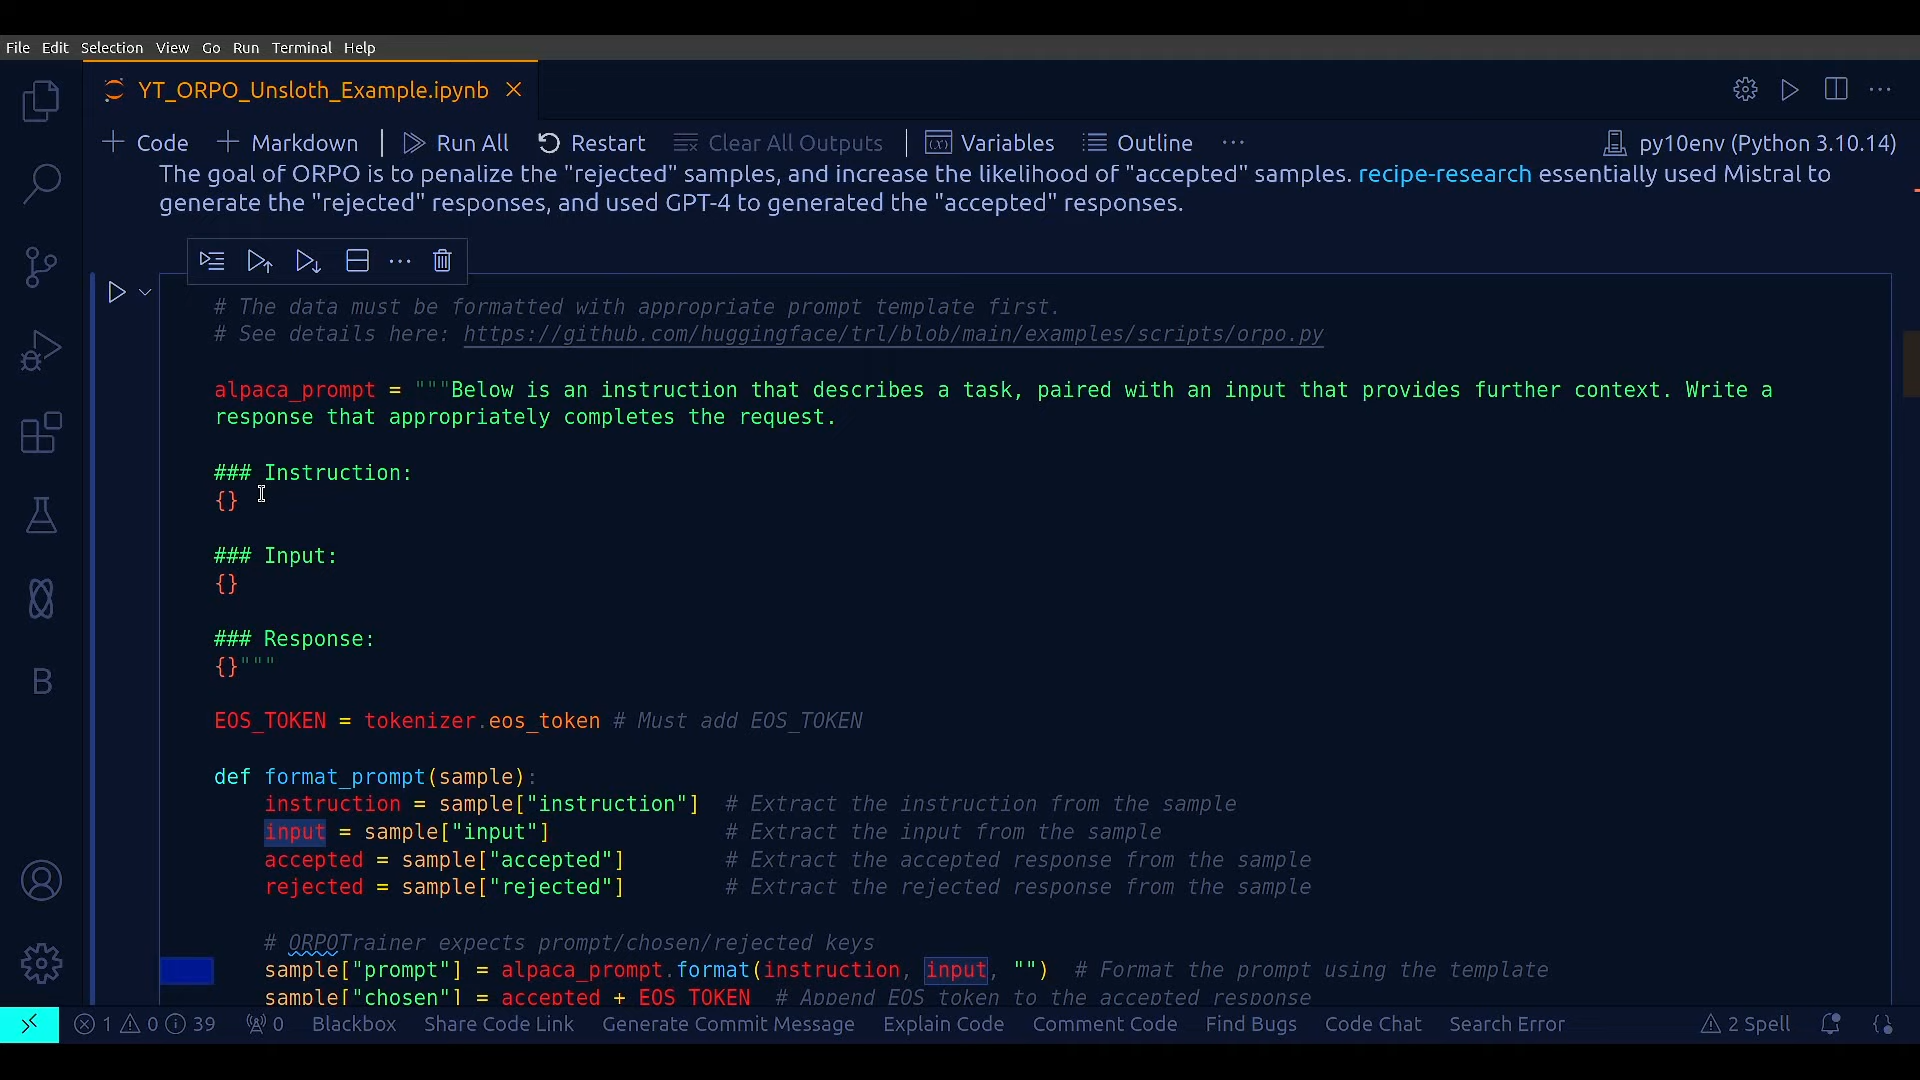 File Edit Selection View Go Run Terminal Help
YT_ORPO_Unsloth_Example.ipynb
Code Markdown Run All Restart Clear All Outputs Variables Outline ... py10env (Python 3.10.14)
The goal of ORPO is to penalize the "rejected" samples, and increase the likelihood of "accepted" samples. recipe-research essentially used Mistral to
generate the "rejected" responses, and used GPT-4 to generated the "accepted" responses.
# The data must be formatted with appropriate prompt template first.
# See details here: https://github.com/huggingface/trl/blob/main/examples/scripts/orpo.py
alpaca_prompt = """Below is an instruction that describes a task, paired with an input that provides further context. Write a
response that appropriately completes the request.
### Instruction:
{}
### Input:
{}
### Response:
{}"""
EOS_TOKEN = tokenizer.eos_token # Must add EOS_TOKEN
def format_prompt(sample):
instruction = sample["instruction"] # Extract the instruction from the sample
input = sample["input"] # Extract the input from the sample
accepted = sample["accepted"] # Extract the accepted response from the sample
rejected = sample["rejected"] # Extract the rejected response from the sample
# ORPOTrainer expects prompt/chosen/rejected keys
sample["prompt"] = alpaca_prompt.format(instruction, input, "") # Format the prompt using the template
sample["chosen"] = accepted + EOS_TOKEN # Append EOS token to the accepted response
B
1 0 39 0 Blackbox Share Code Link Generate Commit Message Explain Code Comment Code Find Bugs Code Chat Search Error 2 Spell